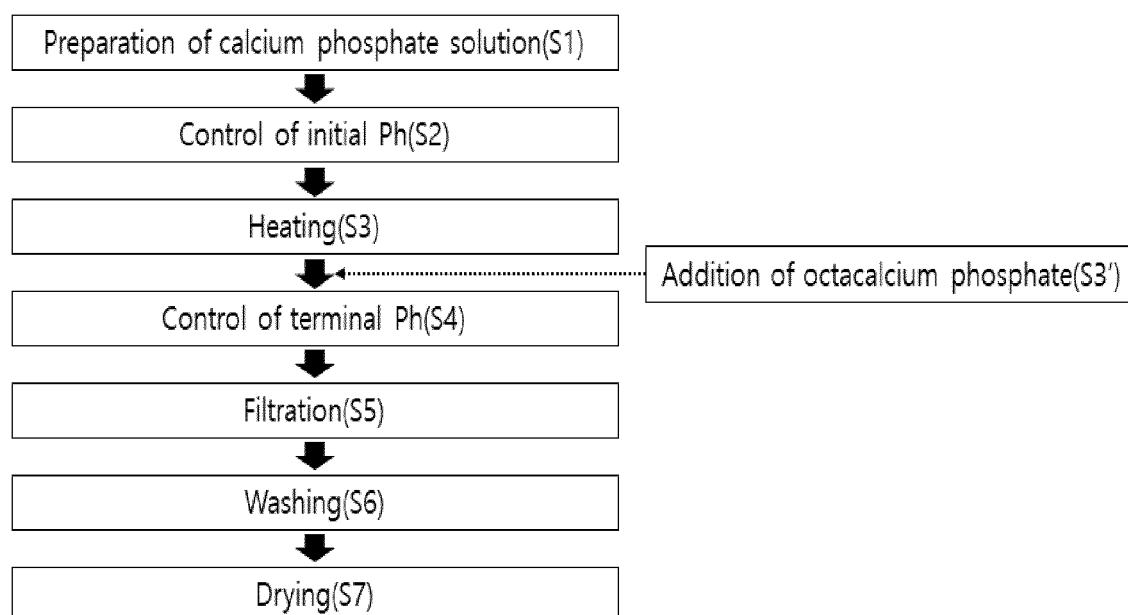 Preparation of calcium phosphate solution(S1)
Control of initial Ph(S2)
Heating(S3)
Addition of octacalcium phosphate(S3')
Control of terminal Ph(S4)
Filtration(S5)
Washing(S6)
Drying(S7)